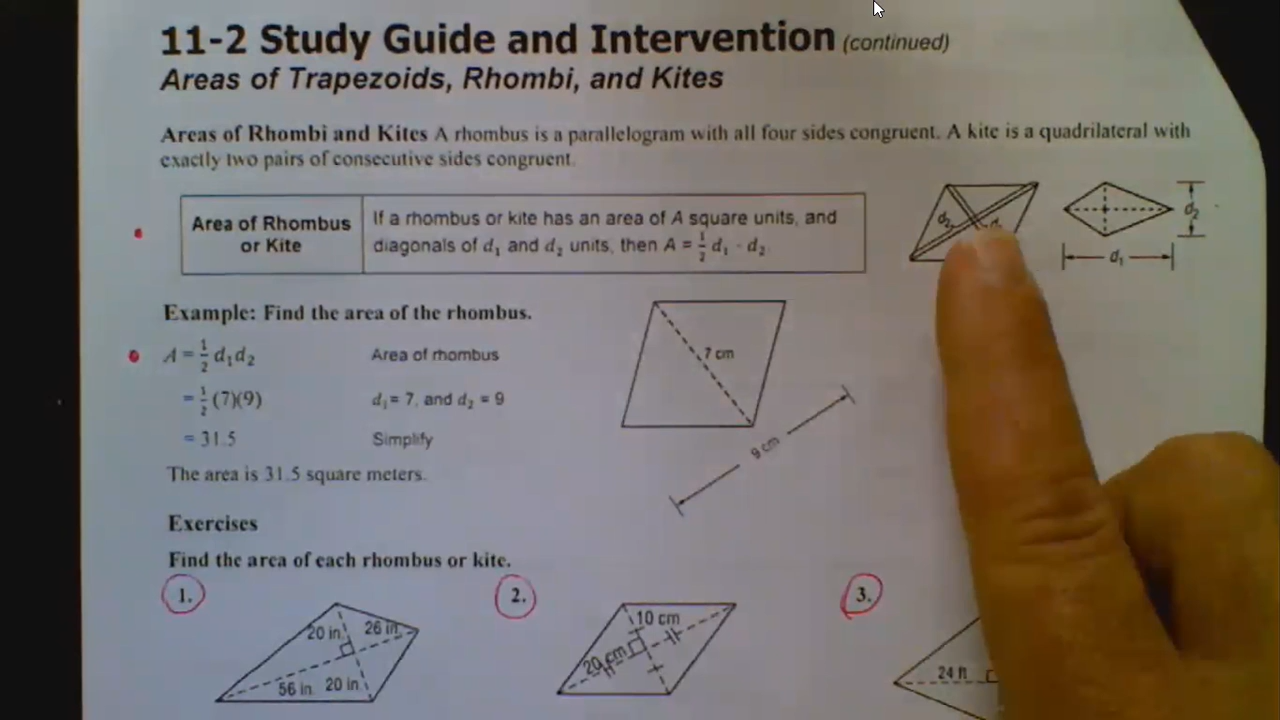 11-2 Study Guide and Intervention (continued)
Areas of Trapezoids, Rhombi, and Kites
Areas of Rhombi and Kites A rhombus is a parallelogram with all four sides congruent. A kite is a quadrilateral with
exactly two pairs of consecutive sides congruent.
Area of Rhombus
or Kite
If a rhombus or kite has an area of A square units, and
diagonals of d₁ and d₂ units, then A = 1/2 d₁ · d₂
d₂
d₂
d₁
Example: Find the area of the rhombus.
A = 1/2 d₁d₂ Area of rhombus
= 1/2 (7)(9) d₁ = 7, and d₂ = 9
= 31.5 Simplify
The area is 31.5 square meters.
7 cm
9 cm
Exercises
Find the area of each rhombus or kite.
1.
20 in.
26 in.
56 in.
20 in.
2.
10 cm
20 cm
3.
24 ft